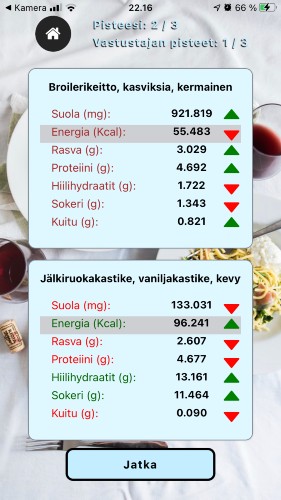 Kamera
22.16
66 %
Pisteesi: 2 / 3
Vastustajan pisteet: 1 / 3
Broilerikeitto, kasviksia, kermainen
Suola (mg): 921.819
Energia (Kcal): 55.483
Rasva (g): 3.029
Proteiini (g): 4.692
Hiilihydraatit (g): 1.722
Sokeri (g): 1.343
Kuitu (g): 0.821
Jälkiruokakastike, vaniljakastike, kevy
Suola (mg): 133.031
Energia (Kcal): 96.241
Rasva (g): 2.607
Proteiini (g): 4.677
Hiilihydraatit (g): 13.161
Sokeri (g): 11.464
Kuitu (g): 0.090
Jatka